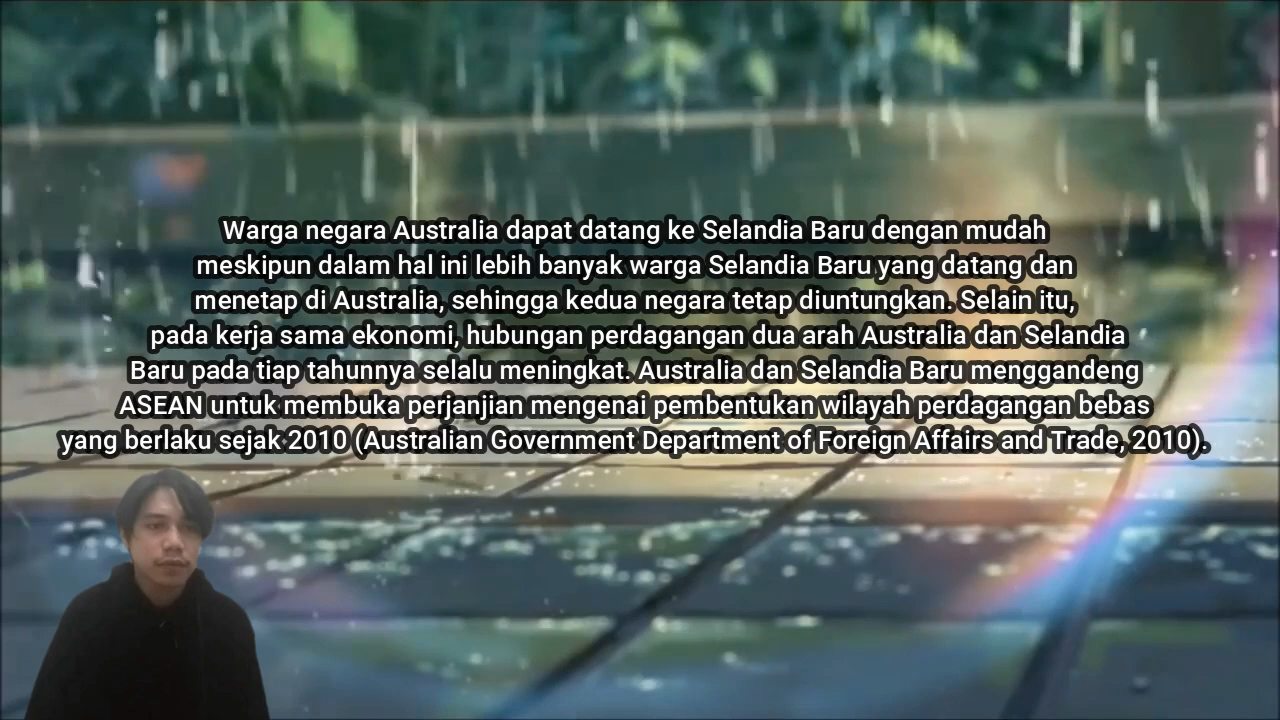 Warga negara Australia dapat datang ke Selandia Baru dengan mudah
meskipun dalam hal ini lebih banyak warga Selandia Baru yang datang dan
menetap di Australia, sehingga kedua negara tetap diuntungkan. Selain itu,
pada kerja sama ekonomi, hubungan perdagangan dua arah Australia dan Selandia
Baru pada tiap tahunnya selalu meningkat. Australia dan Selandia Baru menggandeng
ASEAN untuk membuka perjanjian mengenai pembentukan wilayah perdagangan bebas
yang berlaku sejak 2010 (Australian Government Department of Foreign Affairs and Trade, 2010).